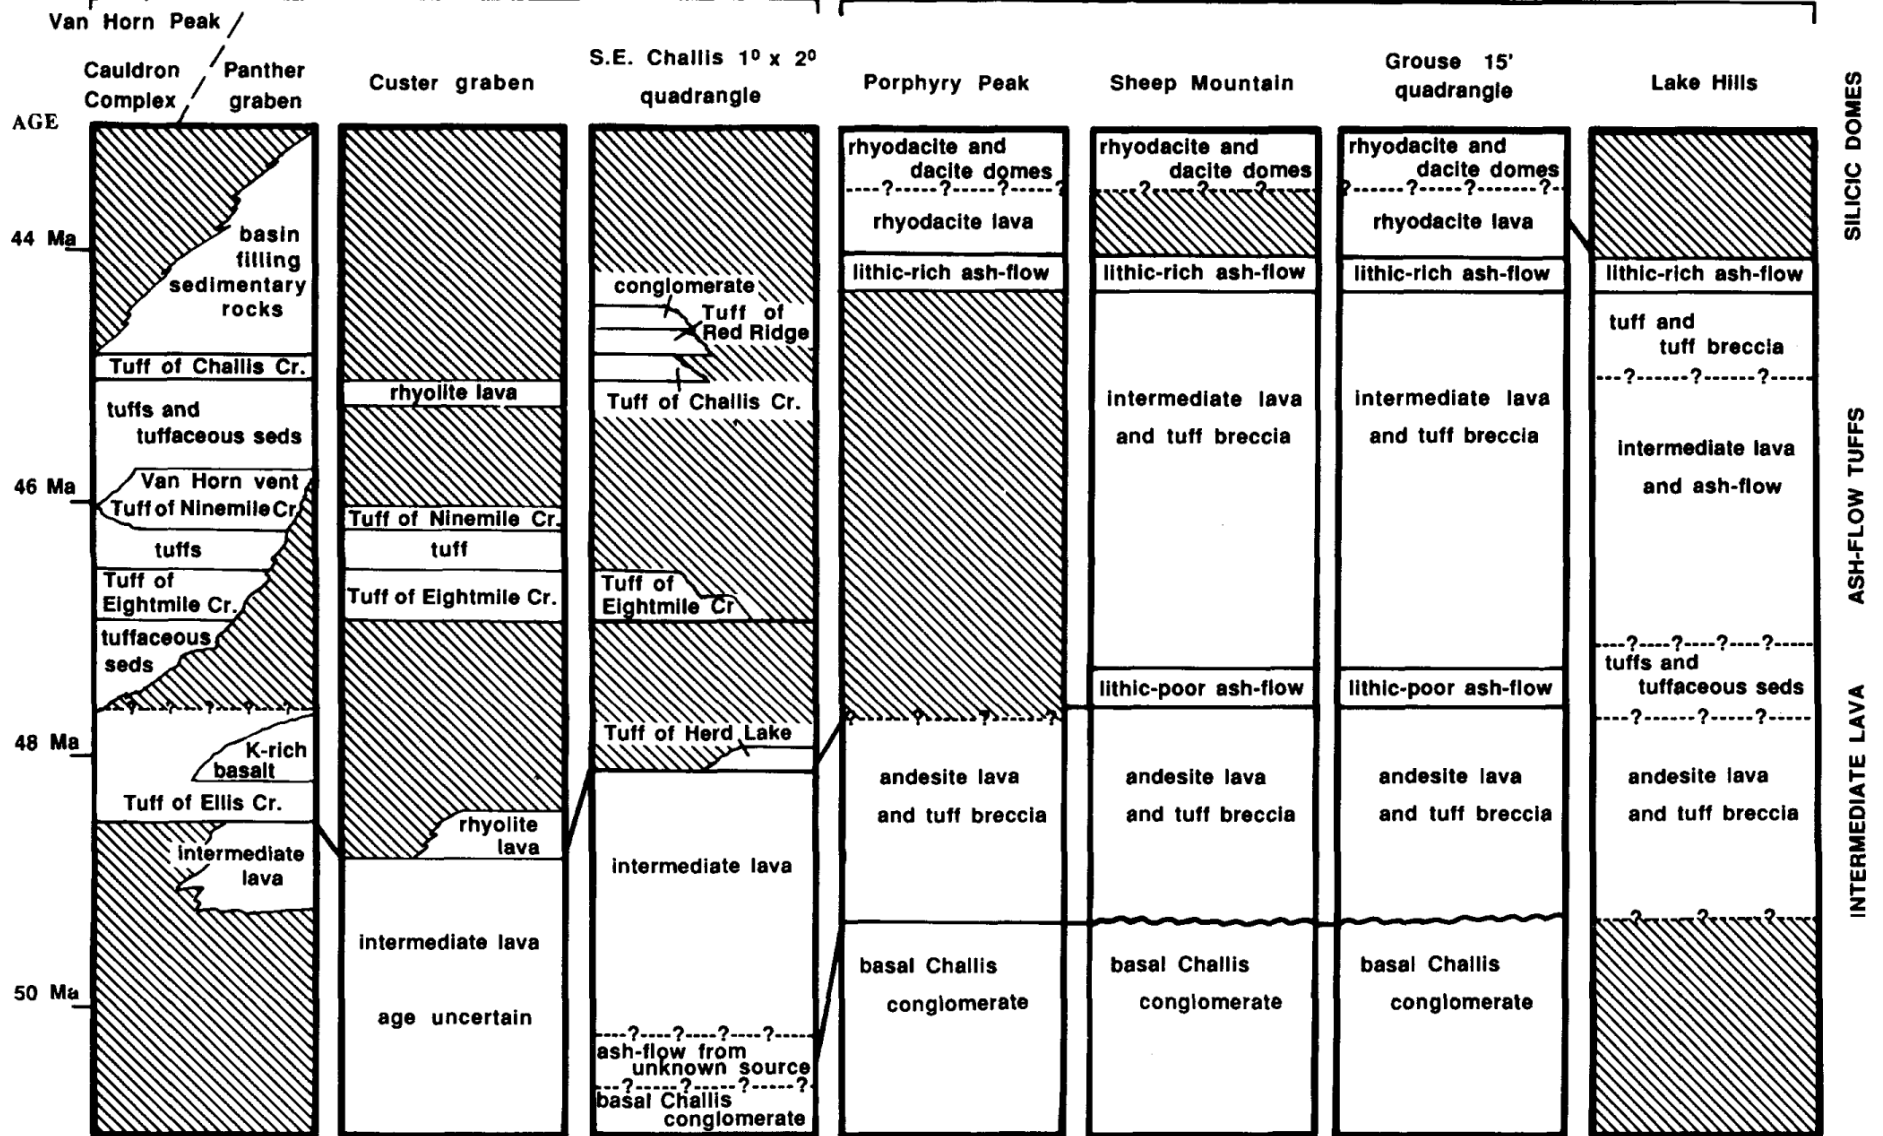 Van Horn Peak
Cauldron
Complex
Panther
graben
Custer graben
S.E. Challis 1º x 2º
quadrangle
Porphyry Peak
Sheep Mountain
Grouse 15'
quadrangle
Lake Hills
AGE
44 Ma
46 Ma
48 Ma
50 Ma
basin
filling
sedimentary
rocks
Tuff of Challis Cr.
tuffs and
tuffaceous seds
Van Horn vent
Tuff of Ninemile Cr.
tuffs
Tuff of
Eightmile Cr.
tuffaceous
seds
? ? ? ?
K-rich
basalt
Tuff of Ellis Cr.
intermediate
lava
rhyolite lava
Tuff of Ninemile Cr.
tuff
Tuff of Eightmile Cr.
rhyolite
lava
intermediate lava
age uncertain
conglomerate
Tuff of
Red Ridge
Tuff of Challis Cr.
Tuff of
Eightmile Cr
Tuff of Herd Lake
intermediate lava
? ? ? ?
ash-flow from
unknown source
? ? ? ?
basal Challis
conglomerate
rhyodacite and
dacite domes
? ? ? ?
rhyodacite lava
lithic-rich ash-flow
? ? ? ?
andesite lava
and tuff breccia
basal Challis
conglomerate
rhyodacite and
dacite domes
? ? ?
lithic-rich ash-flow
intermediate lava
and tuff breccia
lithic-poor ash-flow
andesite lava
and tuff breccia
basal Challis
conglomerate
rhyodacite and
dacite domes
? ? ? ?
rhyodacite lava
lithic-rich ash-flow
intermediate lava
and tuff breccia
lithic-poor ash-flow
andesite lava
and tuff breccia
basal Challis
conglomerate
lithic-rich ash-flow
tuff and
tuff breccia
? ? ?
intermediate lava
and ash-flow
? ? ? ?
tuffs and
tuffaceous seds
? ? ?
andesite lava
and tuff breccia
? ? ?
SILICIC DOMES
ASH-FLOW TUFFS
INTERMEDIATE LAVA